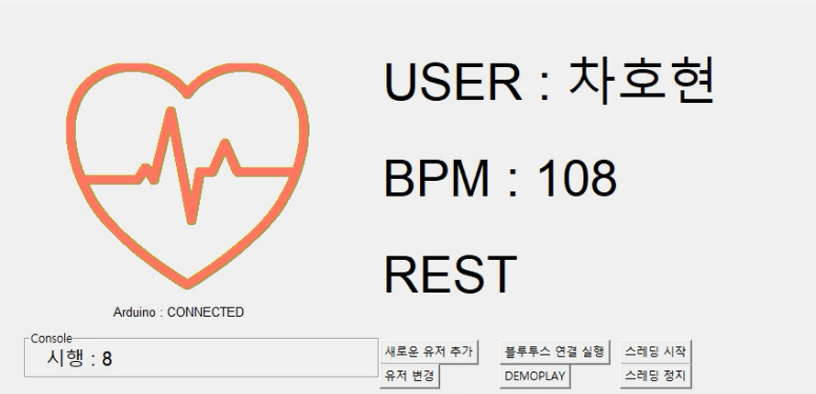 USER : 차호현
BPM : 108
REST
Arduino : CONNECTED
Console
시행 : 8
새로운 유저 추가
블루투스 연결 실행
스레딩 시작
유저 변경
DEMOPLAY
스레딩 정지